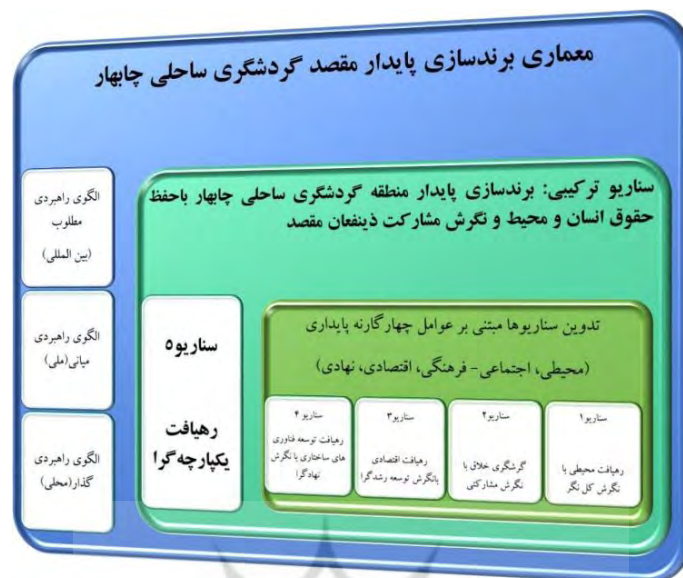 معماری برندسازی پایدار مقصد گردشگری ساحلی چابهار
سناریو ترکیبی: برندسازی پایدار منطقه گردشگری ساحلی چابهار باحفظ
حقوق انسان و محیط و نگرش مشارکت ذینفعان مقصد
تدوین سناریوها مبتنی بر عوامل چهارگارنه پایداری
(محیطی، اجتماعی- فرهنگی، اقتصادی، نهادی)
سناریو۱
رهیافت محیطی با
نگرش کل نگر
سناریو۲
گرشگری خلاق با
نگرش مشارکتی
سناریو۳
رهیافت اقتصادی
بانگرش توسعه رشدگرا
سناریو ۴
رهیافت توسعه فناوری
های ساختاری با نگرش
نهادگرا
سناریو۵
رهیافت
یکپارچه گرا
الگوی راهبردی
مطلوب
(بین المللی)
الگوی راهبردی
میانی(ملی)
الگوی راهبردی
گذار(محلی)